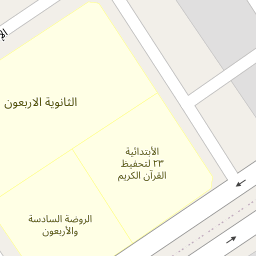 الثانوية الاربعون
الأبتدائية
٢٣ لتحفيظ
القرآن الكريم
الروضة السادسة
والأربعون